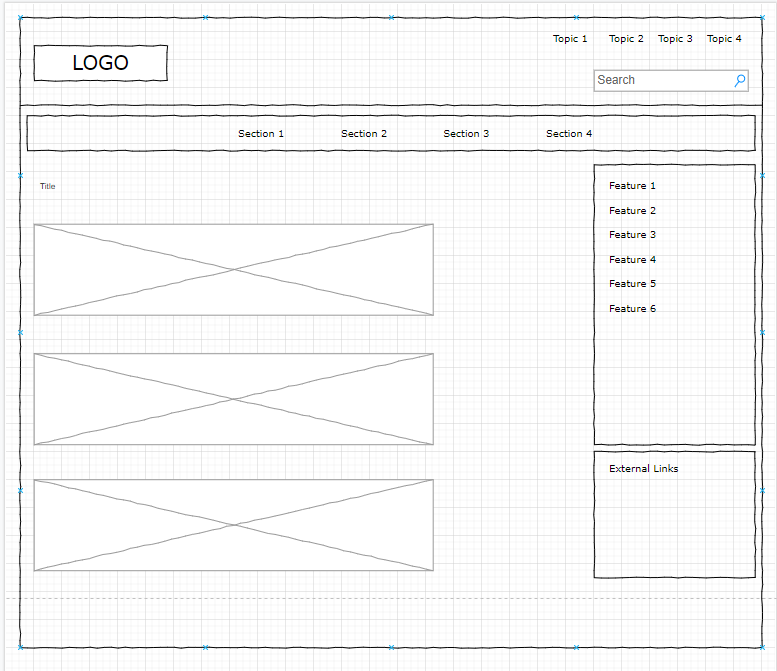 Topic 1 Topic 2 Topic 3 Topic 4
LOGO
Search
Section 1 Section 2 Section 3 Section 4
Title
Feature 1
Feature 2
Feature 3
Feature 4
Feature 5
Feature 6
External Links